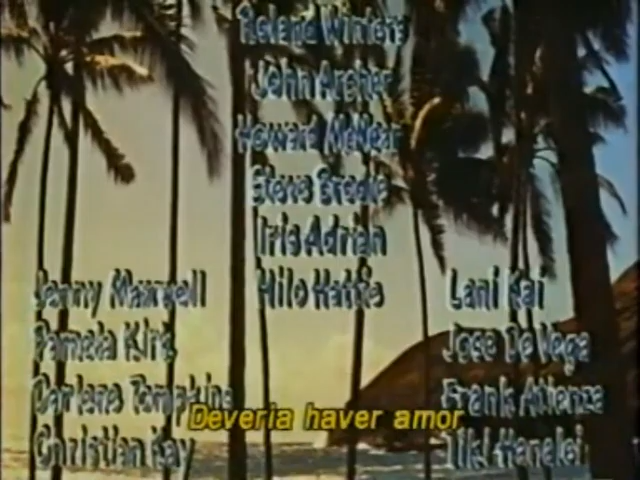 Roland Winters
John Archer
Howard McNear
Steve Brodie
Iris Adrian
Hilo Hattie
Jenny Maxwell
Pamela Kirk
Darlene Tompkins
Christian Kay
Lani Kai
Jose De Vega
Frank Atienza
Tiki Hanalei
Deveria haver amor